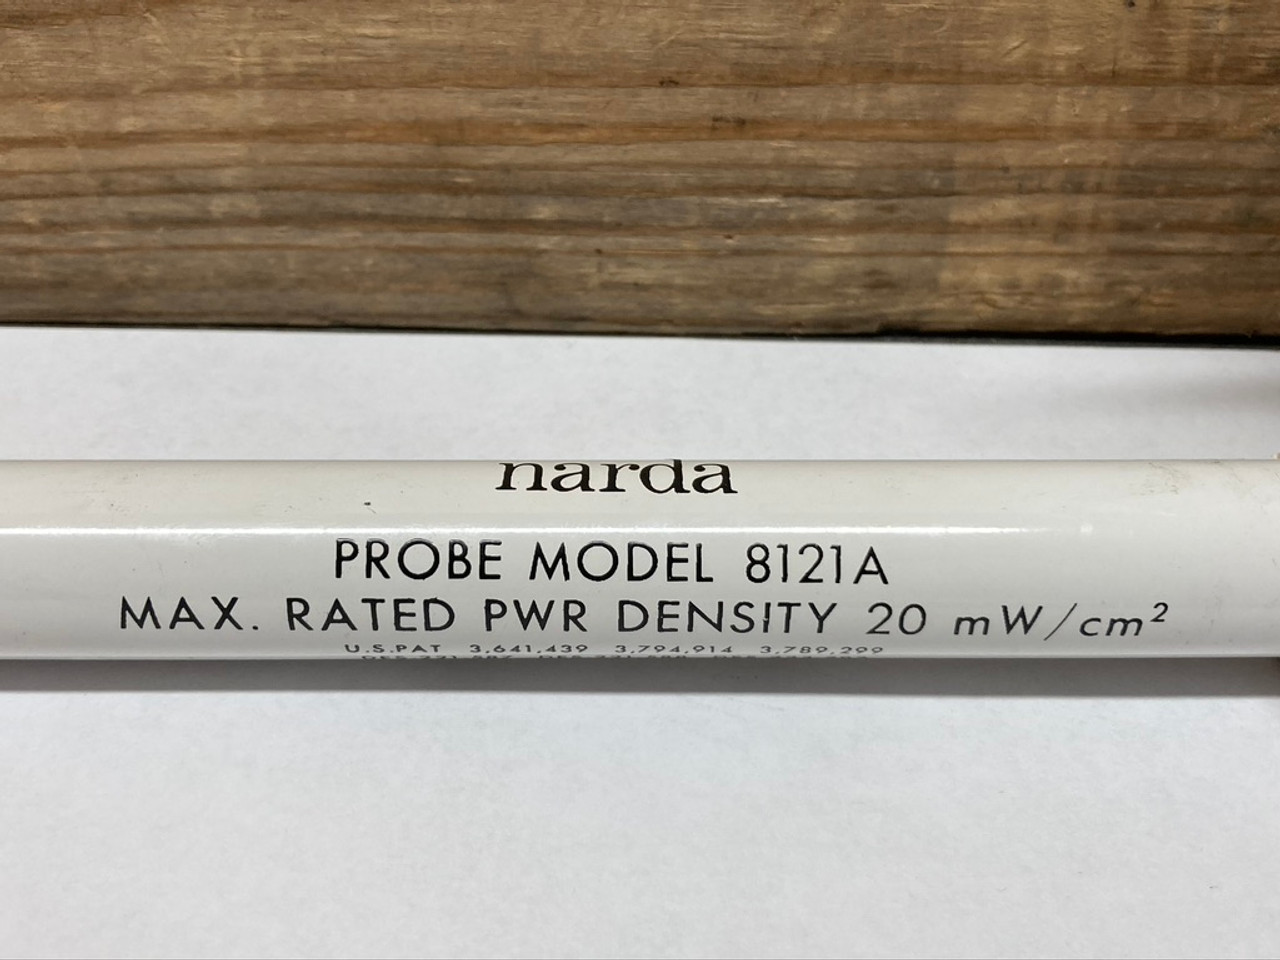 narda
PROBE MODEL 8121A
MAX. RATED PWR DENSITY 20 mW/cm²
U.S.PAT 3,641,439 3,794,914 3,789,299